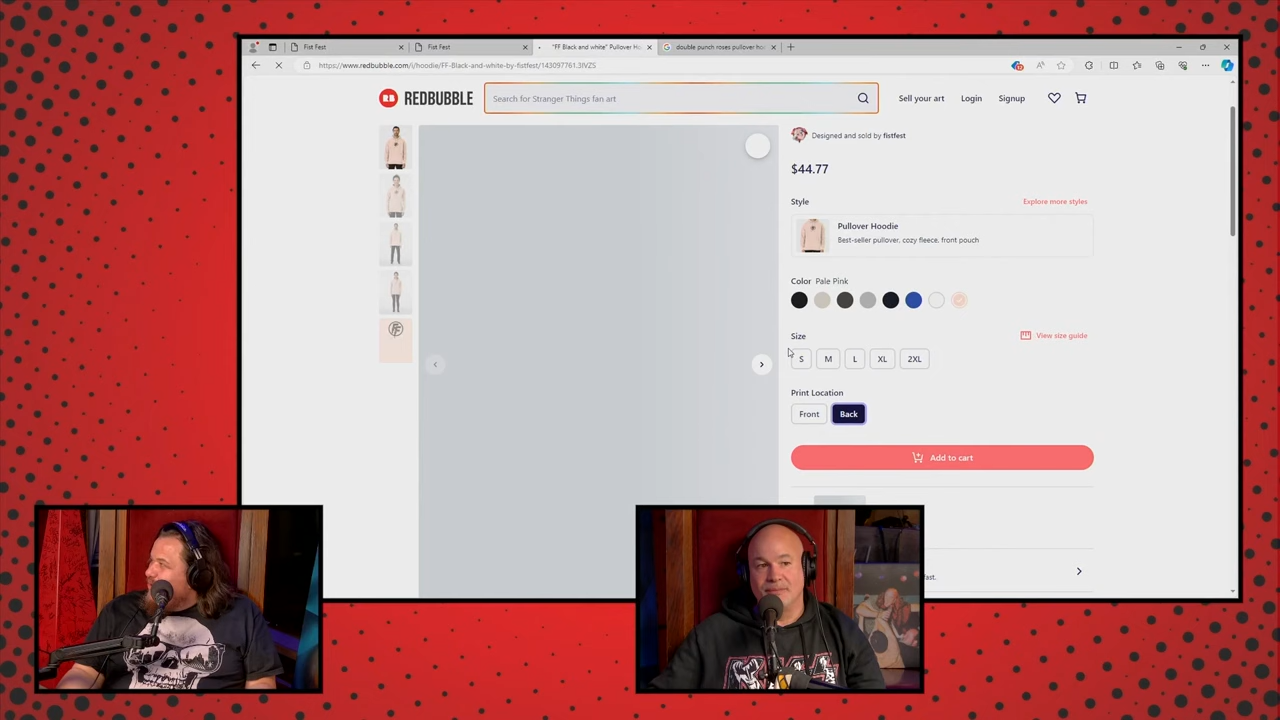 Fist Fest
Fist Fest
"FF Black and white" Pullover Ho
double punch roses pullover ho
https://www.redbubble.com/i/hoodie/FF-Black-and-white-by-fistfest/143097761.3IVZS
RB REDBUBBLE
Search for Stranger Things fan art
Sell your art
Login
Signup
Designed and sold by fistfest
$44.77
Style
Explore more styles
Pullover Hoodie
Best-seller pullover, cozy fleece, front pouch
Color Pale Pink
Size
View size guide
S M L XL 2XL
Print Location
Front Back
Add to cart
fast.
FF